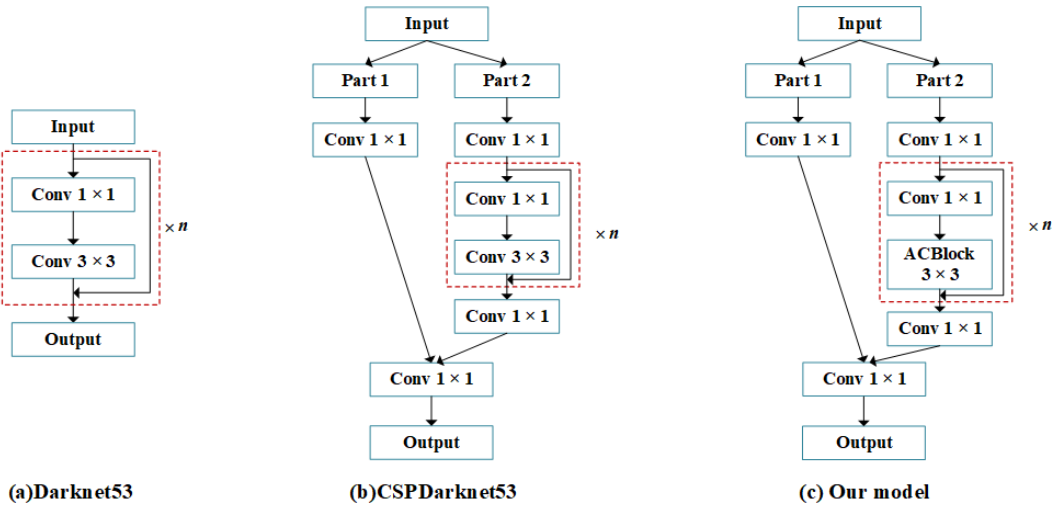 Input
Conv 1 × 1
Conv 3 × 3
× n
Output
(a)Darknet53
Input
Part 1
Part 2
Conv 1 × 1
Conv 1 × 1
Conv 1 × 1
Conv 3 × 3
× n
Conv 1 × 1
Conv 1 × 1
Output
(b)CSPDarknet53
Input
Part 1
Part 2
Conv 1 × 1
Conv 1 × 1
Conv 1 × 1
ACBlock
3 × 3
× n
Conv 1 × 1
Conv 1 × 1
Output
(c) Our model